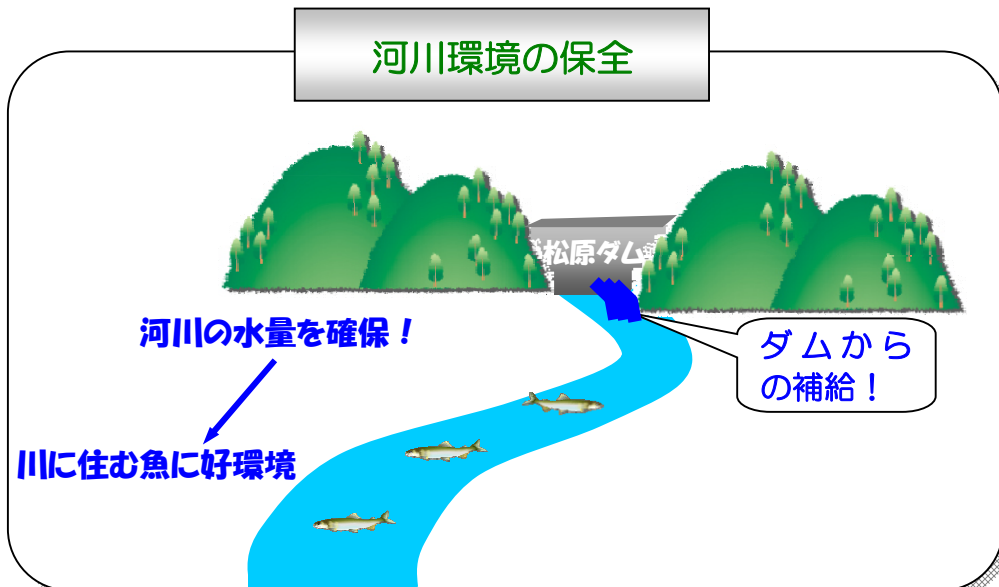 河川環境の保全
松原ダム
河川の水量を確保！
ダムから
の補給！
川に住む魚に好環境